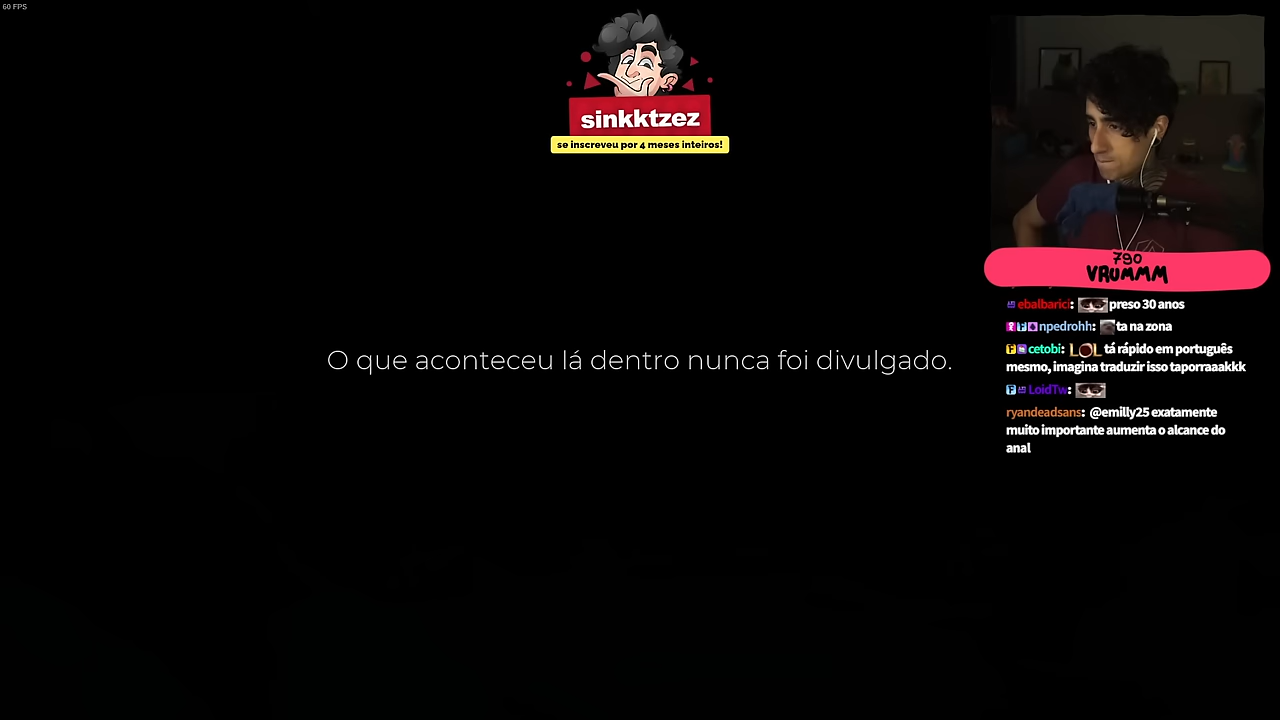 60 FPS
sinkktzez
se inscreveu por 4 meses inteiros!
790
VRUMMM
ebalbarici: preso 30 anos
npedrohh: ta na zona
cetobi: LOL tá rápido em português
mesmo, imagina traduzir isso taporraaakkk
LoidTw:
ryandeadsans: @emilly25 exatamente
muito importante aumenta o alcance do
anal
O que aconteceu lá dentro nunca foi divulgado.